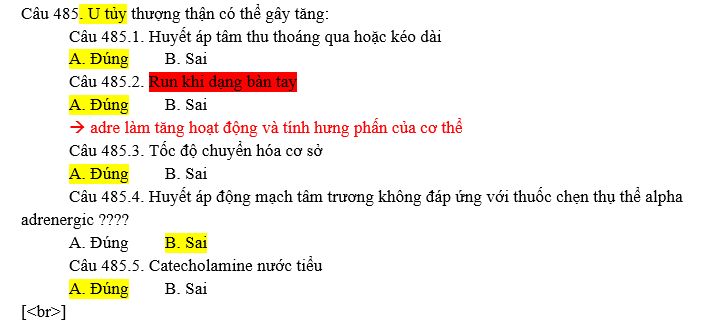 Câu 485. U tủy thượng thận có thể gây tăng:
Câu 485.1. Huyết áp tâm thu thoáng qua hoặc kéo dài
A. Đúng B. Sai
Câu 485.2. Run khi dạng bàn tay
A. Đúng B. Sai
→ adre làm tăng hoạt động và tính hưng phấn của cơ thể
Câu 485.3. Tốc độ chuyển hóa cơ sở
A. Đúng B. Sai
Câu 485.4. Huyết áp động mạch tâm trương không đáp ứng với thuốc chẹn thụ thể alpha
adrenergic ????
A. Đúng B. Sai
Câu 485.5. Catecholamine nước tiểu
A. Đúng B. Sai
[<br>]